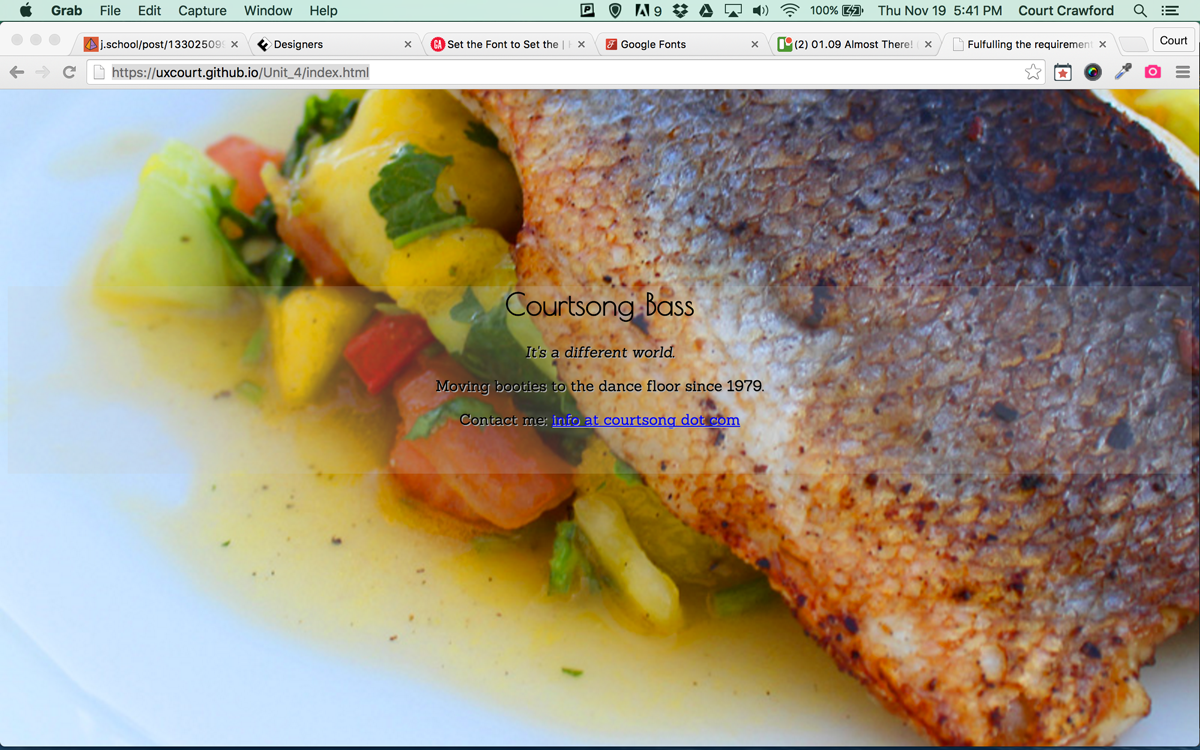 Grab File Edit Capture Window Help 9 100% Thu Nov 19 5:41 PM Court Crawford
j.school/post/13302509 Designers GA Set the Font to Set the | Google Fonts (2) 01.09 Almost There! Fulfulling the requirement Court
https://uxcourt.github.io/Unit_4/index.html
Courtsong Bass
It's a different world.
Moving booties to the dance floor since 1979.
Contact me: info at courtsong dot com